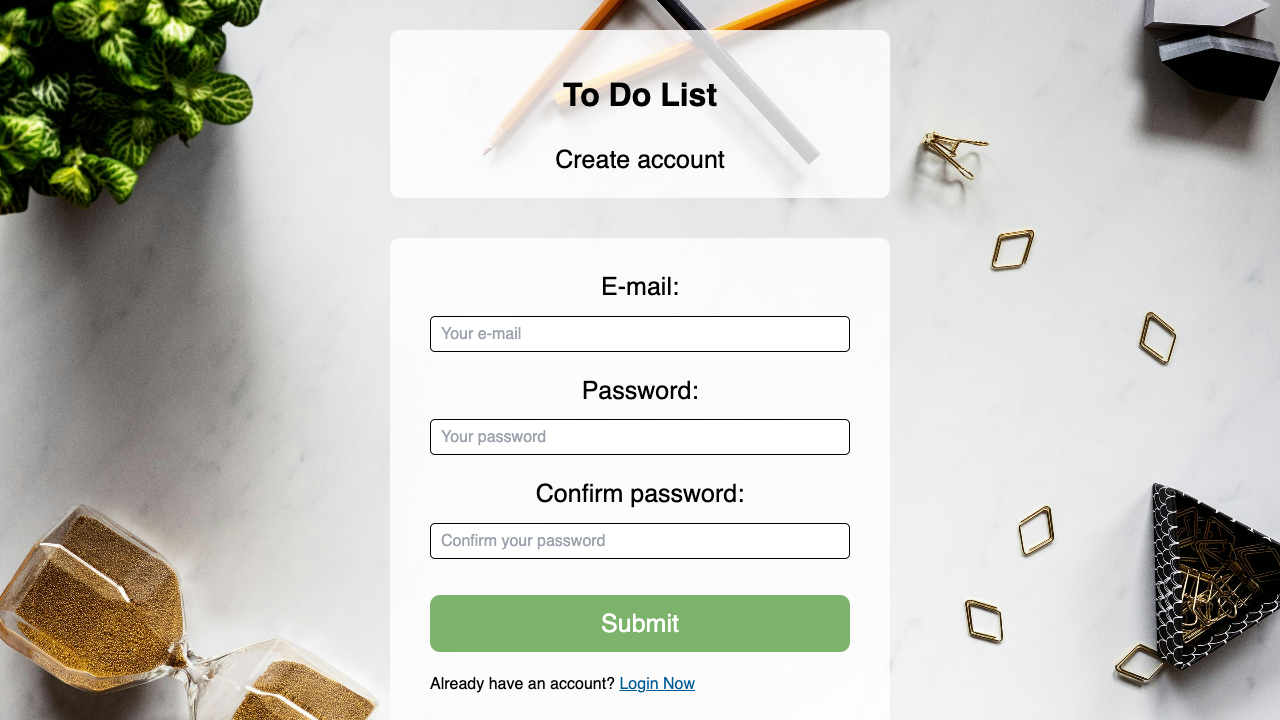 To Do List
Create account
E-mail:
Your e-mail
Password:
Your password
Confirm password:
Confirm your password
Submit
Already have an account? Login Now